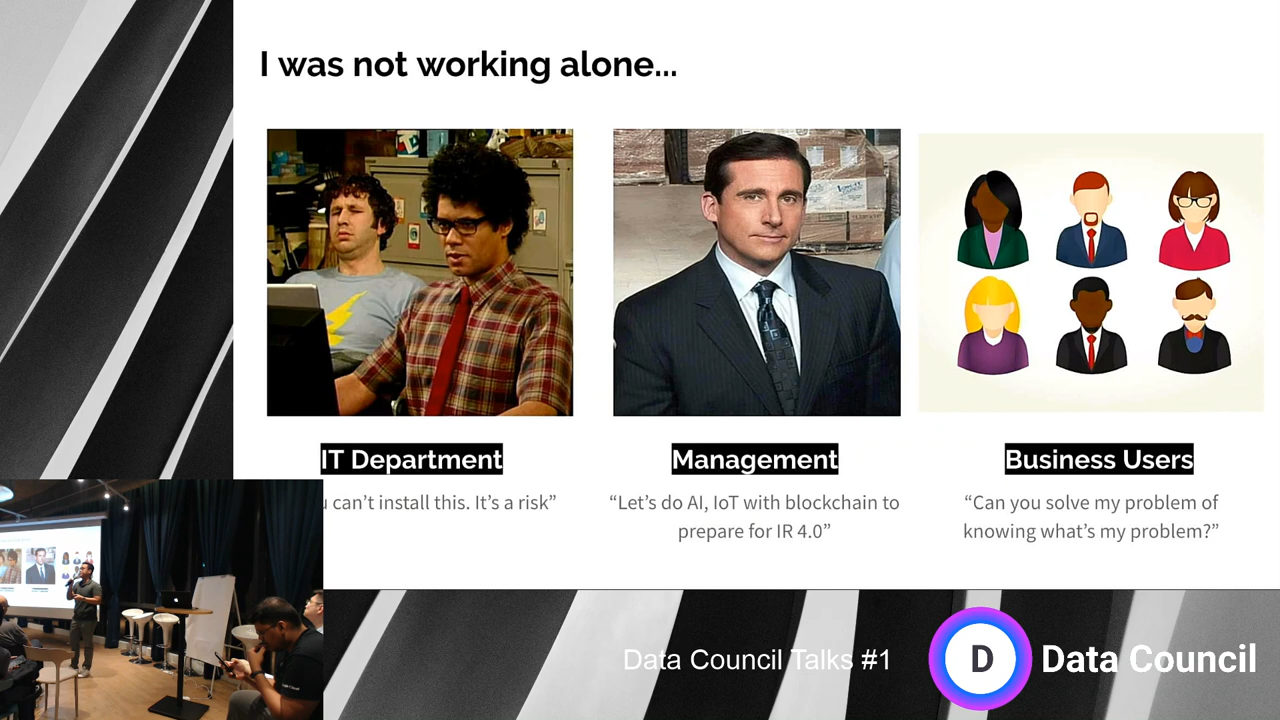 I was not working alone...
IT Department
Management
Business Users
can’t install this. It’s a risk”
“Let’s do AI, IoT with blockchain to
prepare for IR 4.0”
“Can you solve my problem of
knowing what’s my problem?”
Data Council Talks #1
D
Data Council